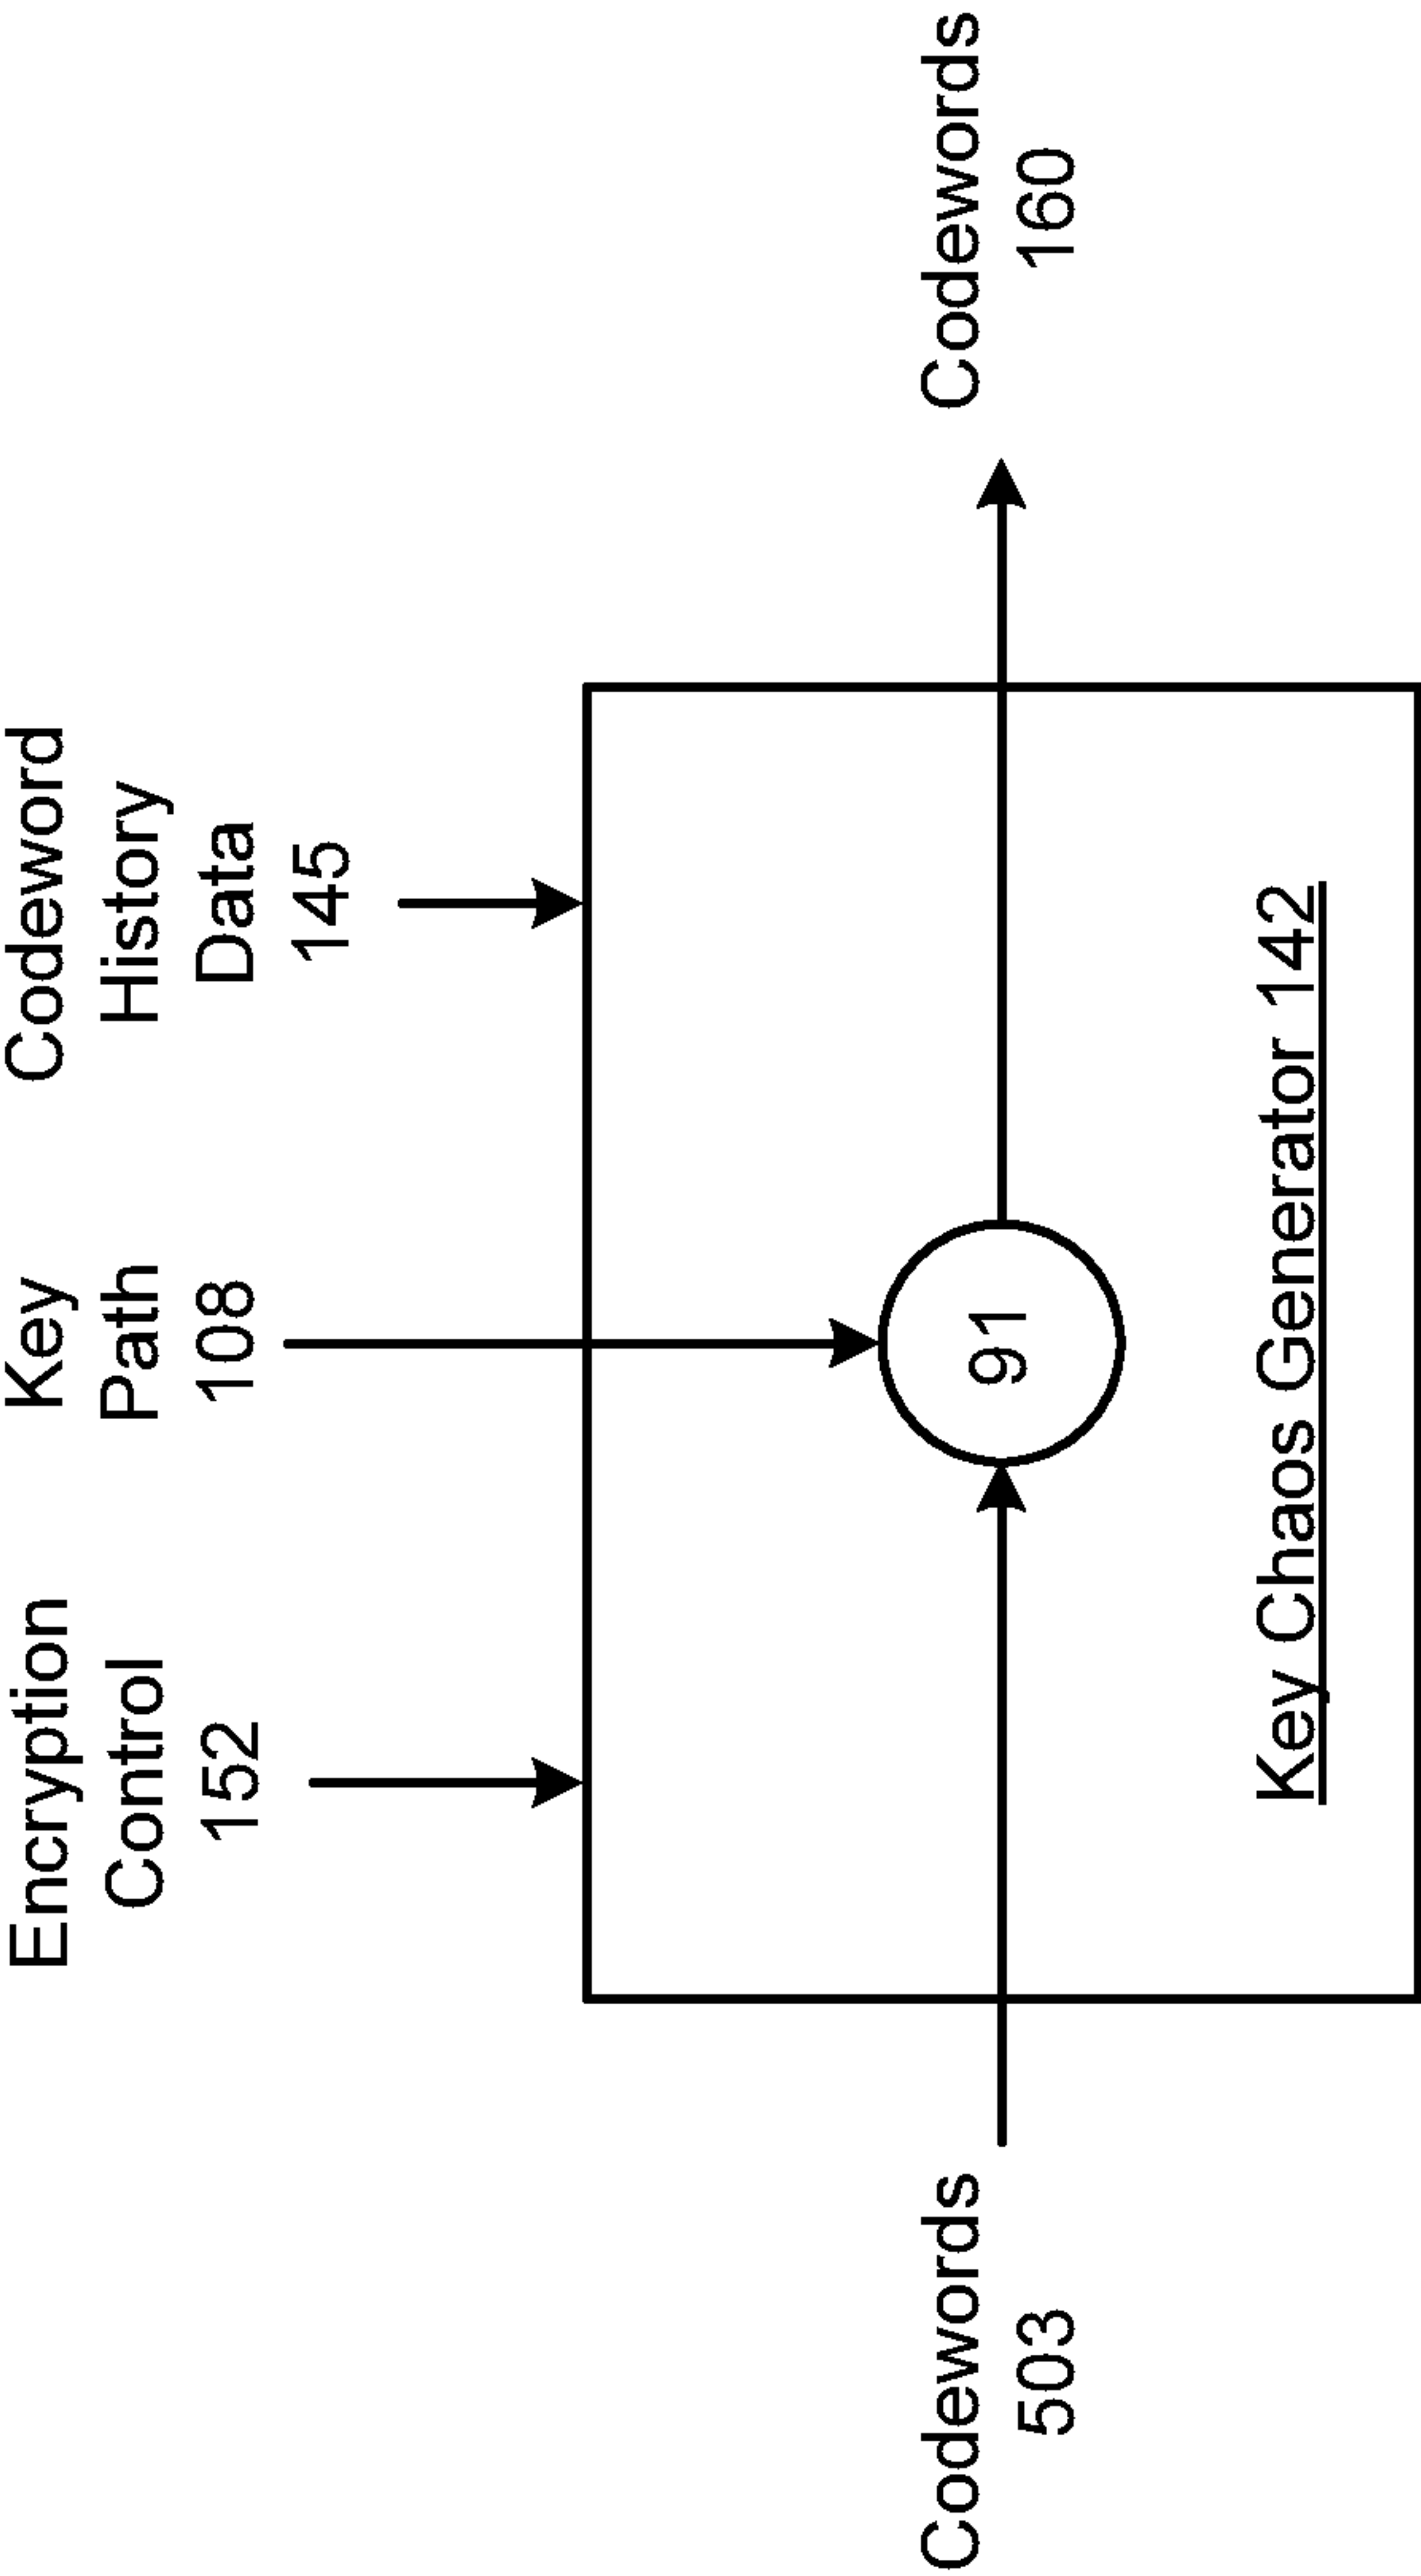 Encryption
Control
152
Key
Path
108
Codeword
History
Data
145
Codewords
503
91
Codewords
160
Key Chaos Generator 142